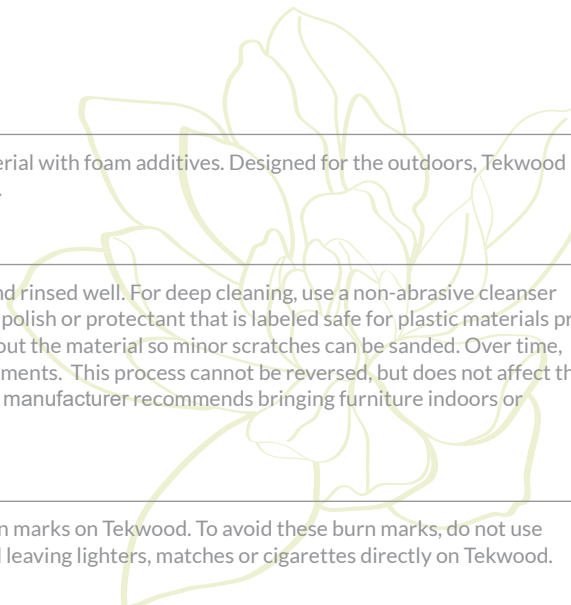 erial with foam additives. Designed for the outdoors, Tekwood
.
nd rinsed well. For deep cleaning, use a non-abrasive cleanser
polish or protectant that is labeled safe for plastic materials pr
out the material so minor scratches can be sanded. Over time,
ments. This process cannot be reversed, but does not affect th
manufacturer recommends bringing furniture indoors or
n marks on Tekwood. To avoid these burn marks, do not use
leaving lighters, matches or cigarettes directly on Tekwood.